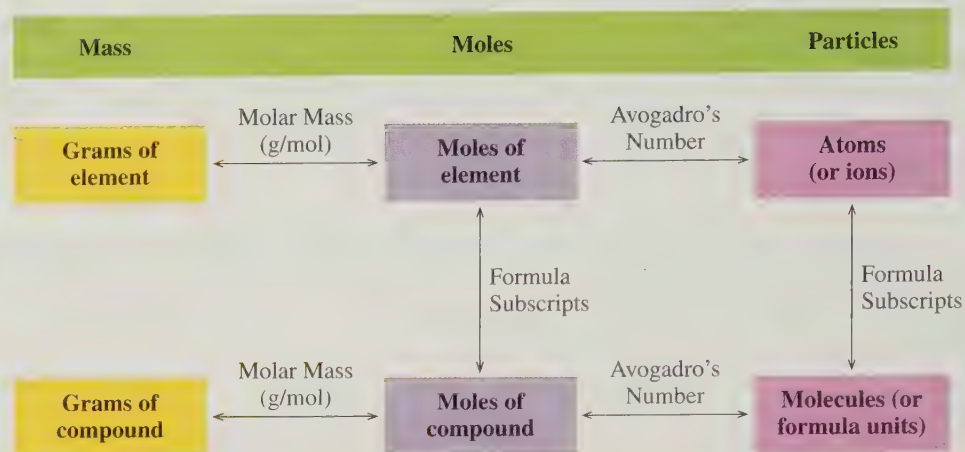 Mass Moles Particles
Molar Mass
(g/mol)
Avogadro's
Number
Grams of
element
Moles of
element
Atoms
(or ions)
Formula
Subscripts
Formula
Subscripts
Molar Mass
(g/mol)
Avogadro's
Number
Grams of
compound
Moles of
compound
Molecules (or
formula units)